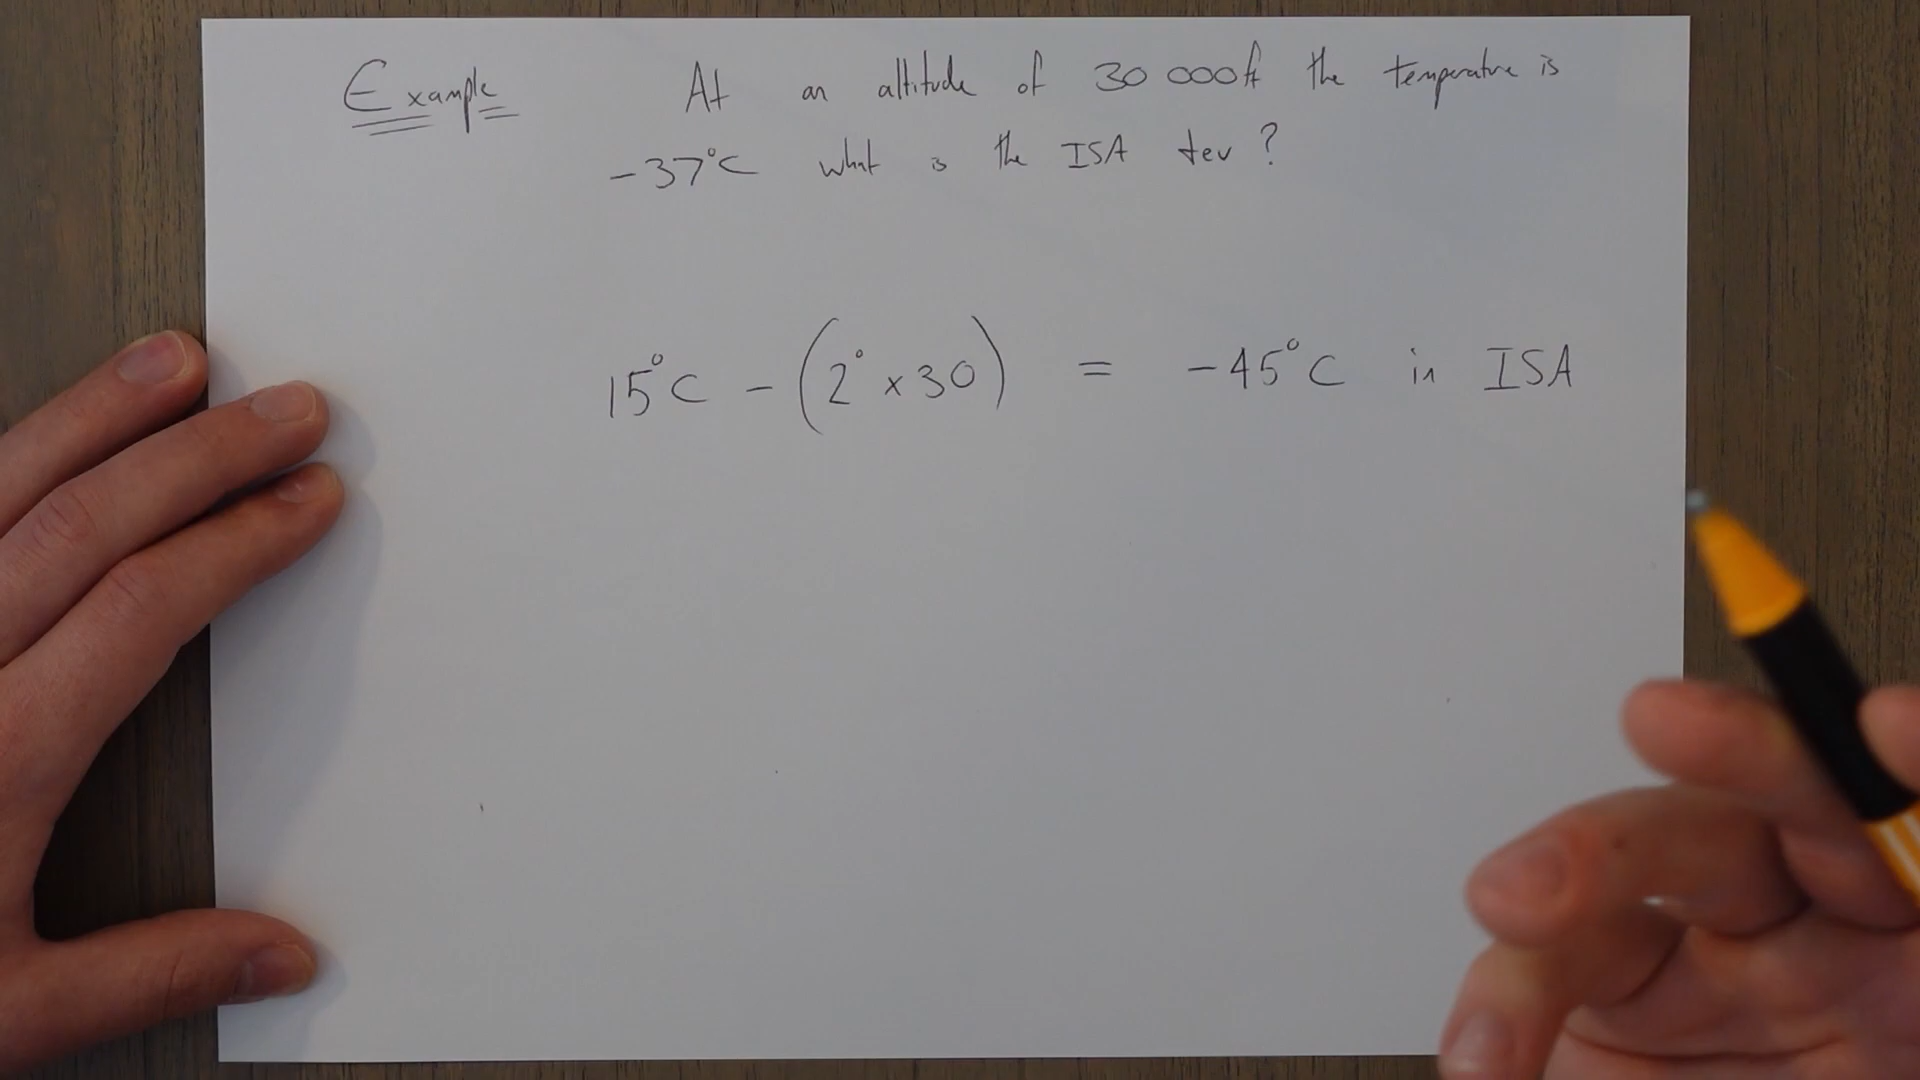 Example At an altitude of 30 000ft the temperature is
-37°C what is the ISA dev?
15°C - (2° x 30) = -45°C in ISA